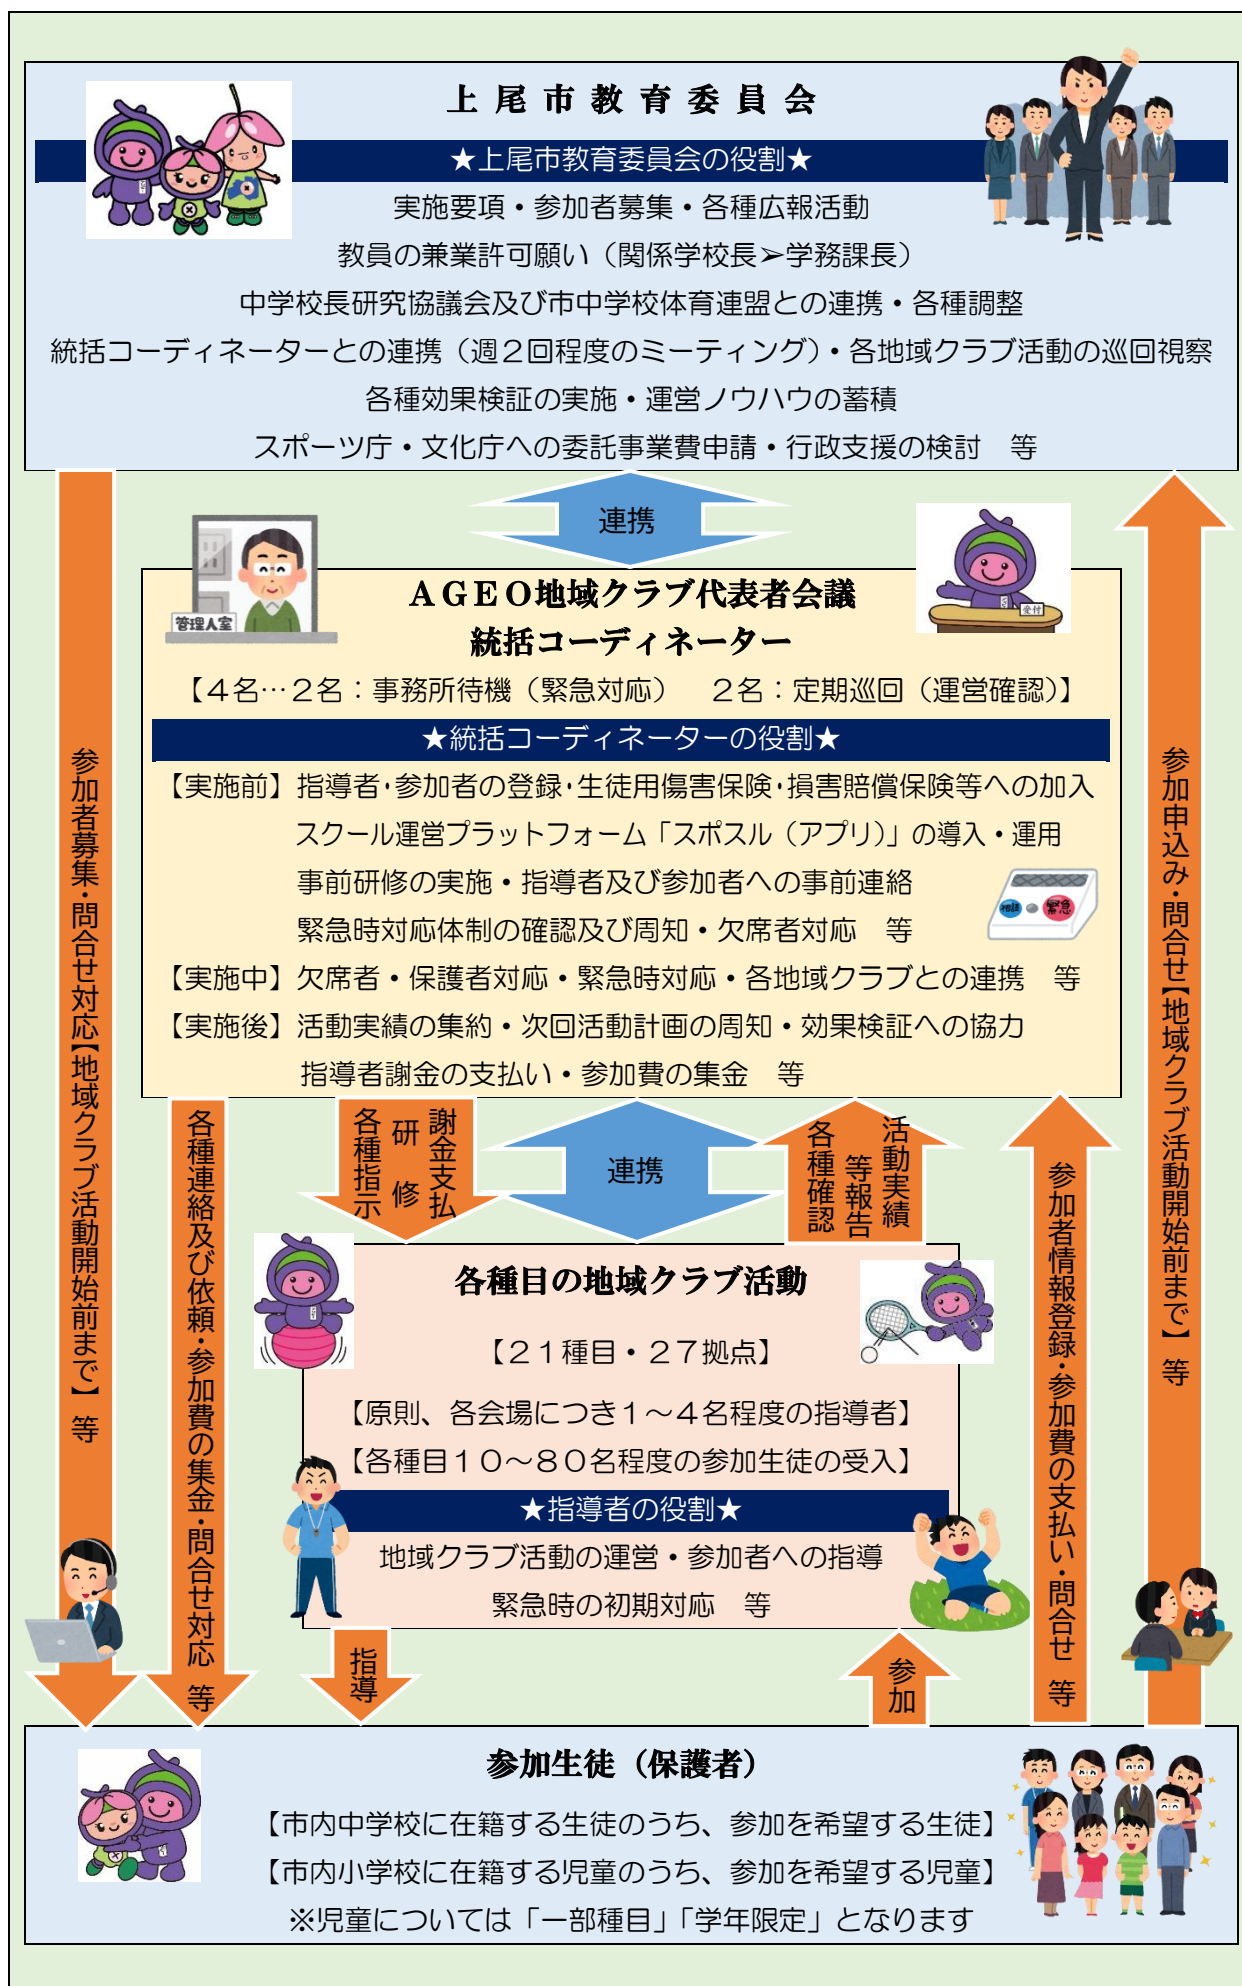 上尾市教育委員会
★上尾市教育委員会の役割★
実施要項・参加者募集・各種広報活動
教員の兼業許可願い（関係学校長➢学務課長）
中学校長研究協議会及び市中学校体育連盟との連携・各種調整
統括コーディネーターとの連携（週２回程度のミーティング）・各地域クラブ活動の巡回視察
各種効果検証の実施・運営ノウハウの蓄積
スポーツ庁・文化庁への委託事業費申請・行政支援の検討　等
連携
管理人室
受付
ＡＧＥＯ地域クラブ代表者会議
統括コーディネーター
【４名…２名：事務所待機（緊急対応）　２名：定期巡回（運営確認）】
★統括コーディネーターの役割★
【実施前】指導者・参加者の登録・生徒用傷害保険・損害賠償保険等への加入
スクール運営プラットフォーム「スポスル（アプリ）」の導入・運用
事前研修の実施・指導者及び参加者への事前連絡
緊急時対応体制の確認及び周知・欠席者対応　等
相談
緊急
【実施中】欠席者・保護者対応・緊急時対応・各地域クラブとの連携　等
【実施後】活動実績の集約・次回活動計画の周知・効果検証への協力
指導者謝金の支払い・参加費の集金　等
参加者募集・問合せ対応【地域クラブ活動開始前まで】等
各種連絡及び依頼・参加費の集金・問合せ対応　等
謝金支払
研修
各種指示
連携
活動実績
等報告
各種確認
参加者情報登録・参加費の支払い・問合せ　等
参加申込み・問合せ【地域クラブ活動開始前まで】等
各種目の地域クラブ活動
【２１種目・２７拠点】
【原則、各会場につき１～４名程度の指導者】
【各種目１０～８０名程度の参加生徒の受入】
★指導者の役割★
地域クラブ活動の運営・参加者への指導
緊急時の初期対応　等
指導
参加
参加生徒（保護者）
【市内中学校に在籍する生徒のうち、参加を希望する生徒】
【市内小学校に在籍する児童のうち、参加を希望する児童】
※児童については「一部種目」「学年限定」となります